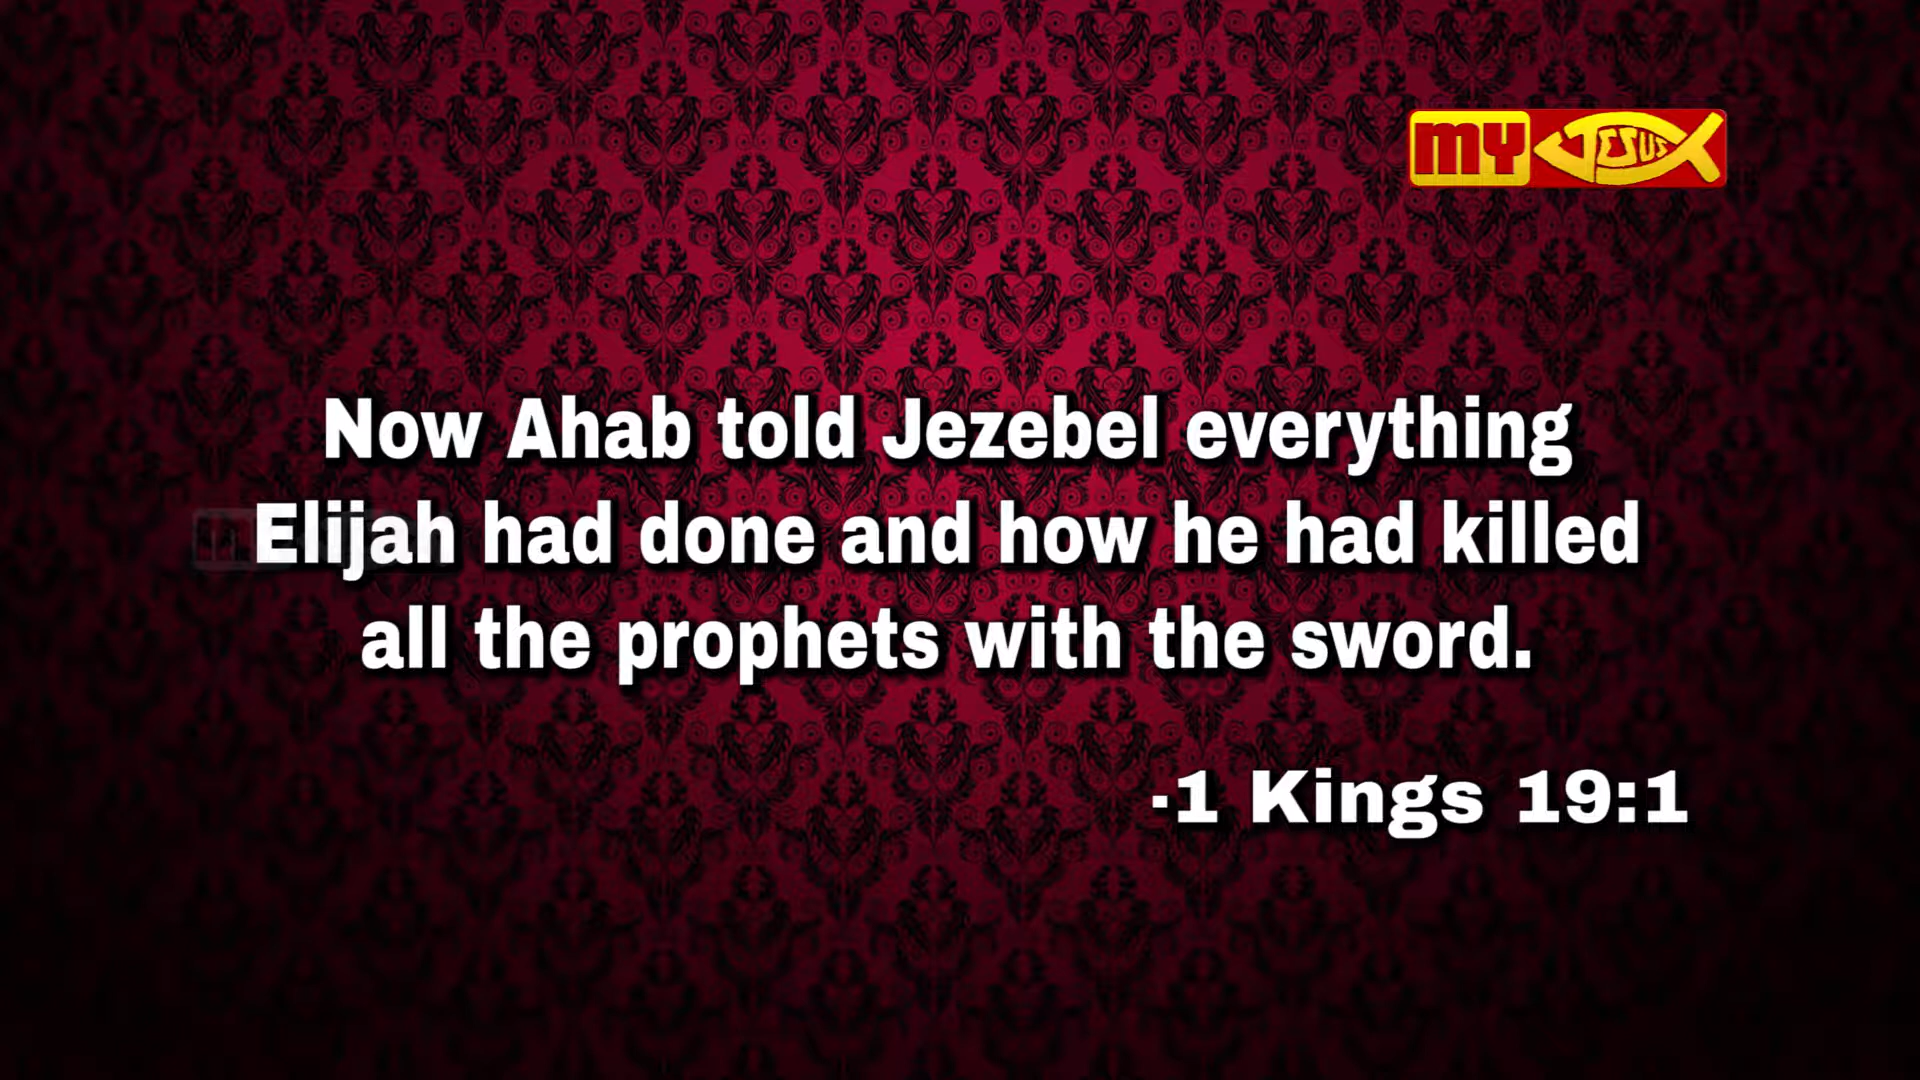 my JESUS
Now Ahab told Jezebel everything
Elijah had done and how he had killed
all the prophets with the sword.
-1 Kings 19:1